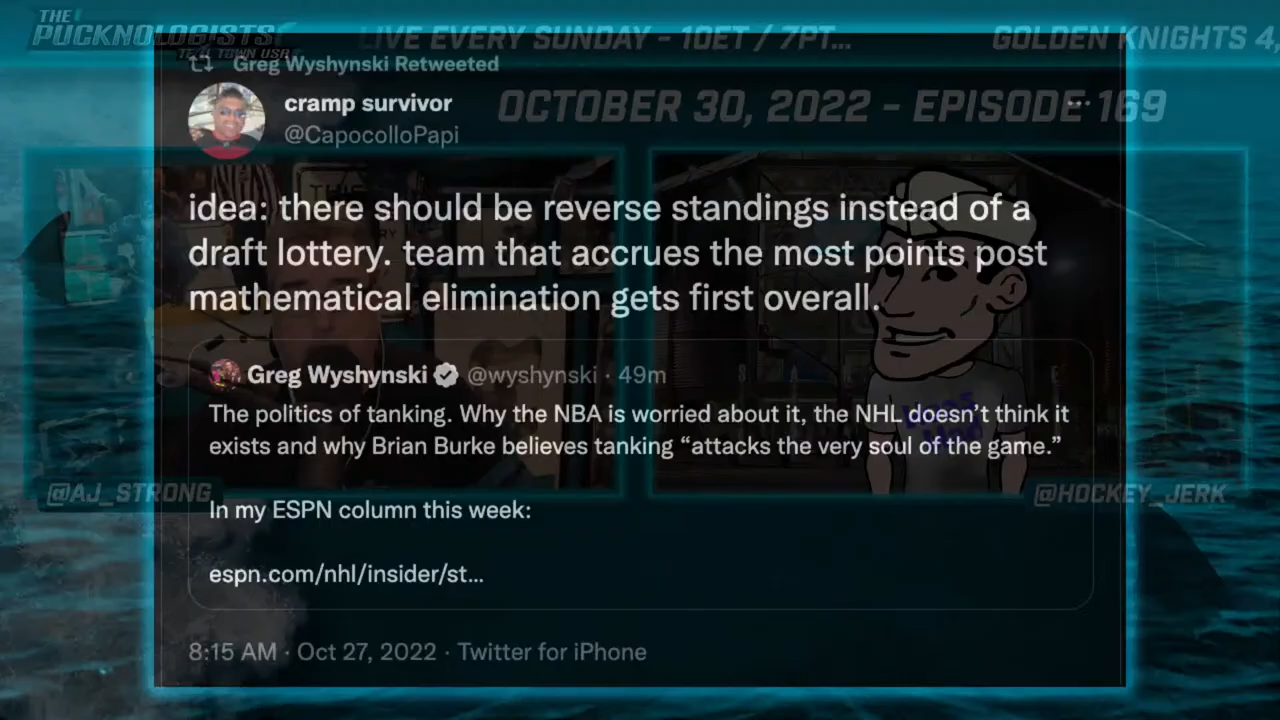 THE
PUCKNOLOGISTS
TEAL TOWN USA
LIVE EVERY SUNDAY - 10ET / 7PT...
GOLDEN KNIGHTS 4,
Greg Wyshynski Retweeted
cramp survivor
@CapocolloPapi
OCTOBER 30, 2022 - EPISODE 169
idea: there should be reverse standings instead of a
draft lottery. team that accrues the most points post
mathematical elimination gets first overall.
Greg Wyshynski @wyshynski · 49m
The politics of tanking. Why the NBA is worried about it, the NHL doesn’t think it
exists and why Brian Burke believes tanking “attacks the very soul of the game.”
@AJ_STRONG
@HOCKEY_JERK
In my ESPN column this week:
espn.com/nhl/insider/st...
8:15 AM · Oct 27, 2022 · Twitter for iPhone